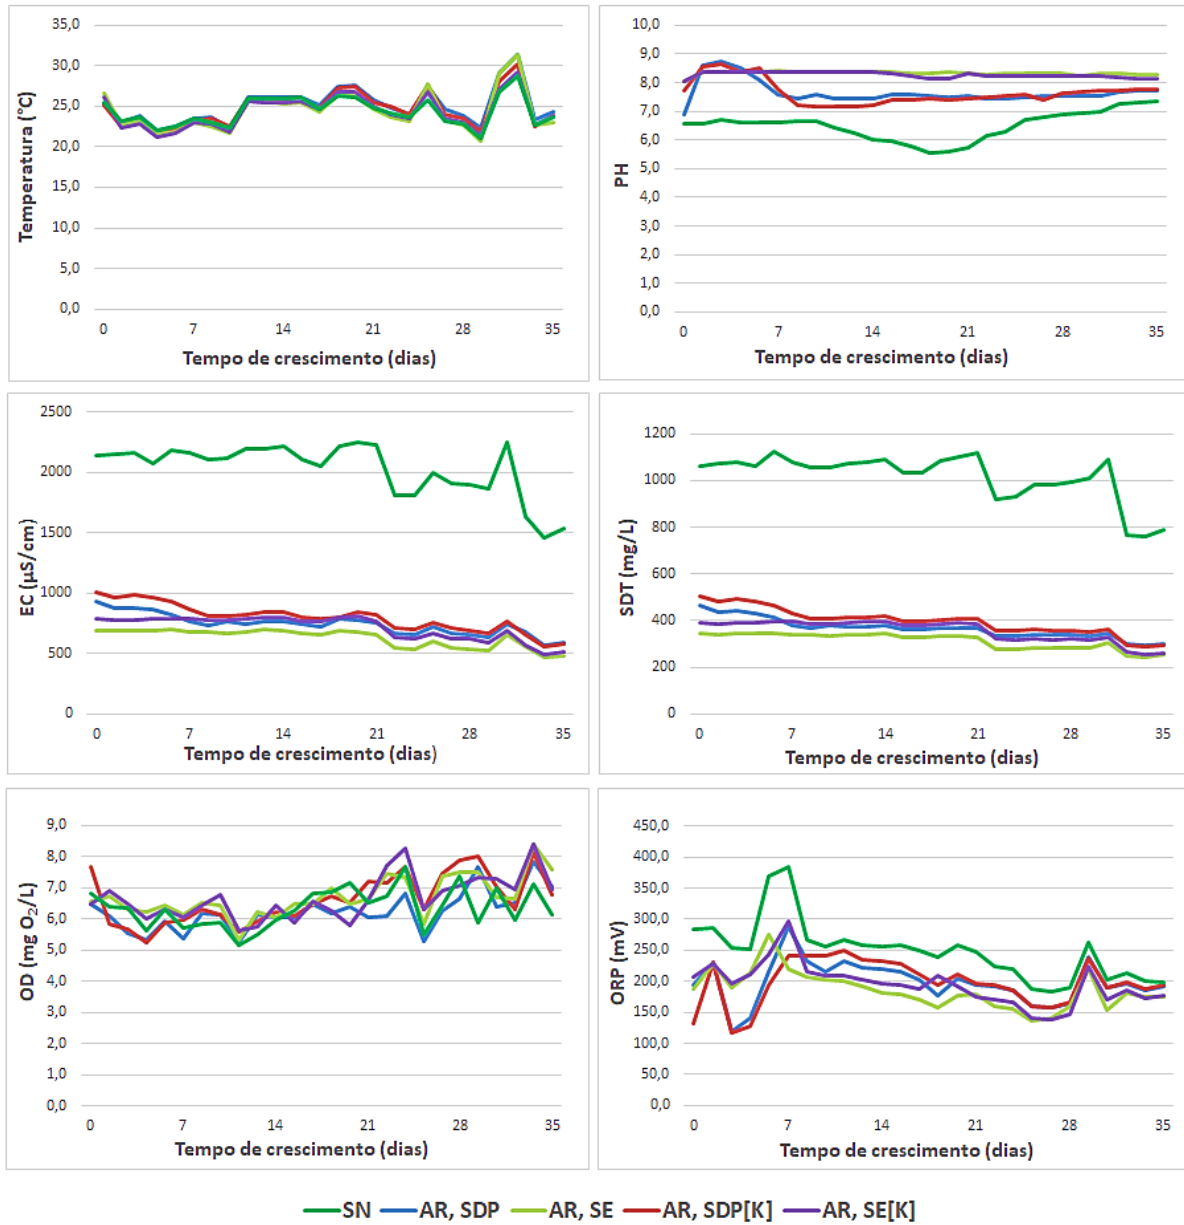 35,0
30,0
25,0
20,0
15,0
10,0
5,0
0,0
Temperatura (°C)
0 7 14 21 28 35
Tempo de crescimento (dias)
10,0
9,0
8,0
7,0
6,0
5,0
4,0
3,0
2,0
1,0
0,0
PH
0 7 14 21 28 35
Tempo de crescimento (dias)
2500
2000
1500
1000
500
0
EC (µS/cm)
0 7 14 21 28 35
Tempo de crescimento (dias)
1200
1000
800
600
400
200
0
SDT (mg/L)
0 7 14 21 28 35
Tempo de crescimento (dias)
9,0
8,0
7,0
6,0
5,0
4,0
3,0
2,0
1,0
0,0
OD (mg O₂/L)
0 7 14 21 28 35
Tempo de crescimento (dias)
450,0
400,0
350,0
300,0
250,0
200,0
150,0
100,0
50,0
0,0
ORP (mV)
0 7 14 21 28 35
Tempo de crescimento (dias)
SN AR, SDP AR, SE AR, SDP[K] AR, SE[K]